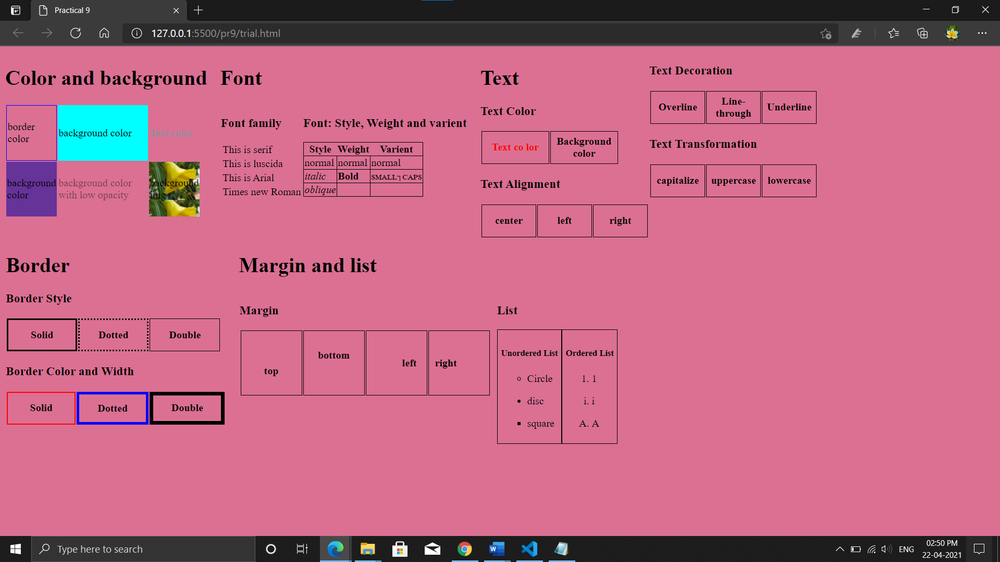 Practical 9
127.0.0.1:5500/pr9/trial.html
Color and background
border
color
background color
Text color
background
color
background color
with low opacity
background
img
Font
Font family
This is serif
This is luscida
This is Arial
Times new Roman
Font: Style, Weight and varient
Style Weight Varient
normal normal normal
italic Bold SMALL┐CAPS
oblique
Text
Text Color
Text co lor
Background
color
Text Alignment
center left right
Text Decoration
Overline
Line-
through
Underline
Text Transformation
capitalize uppercase lowercase
Border
Border Style
Solid Dotted Double
Border Color and Width
Solid Dotted Double
Margin and list
Margin
top
bottom
left
right
List
Unordered List
Circle
disc
square
Ordered List
1. 1
i. i
A. A
Type here to search
W
ENG
02:50 PM
22-04-2021